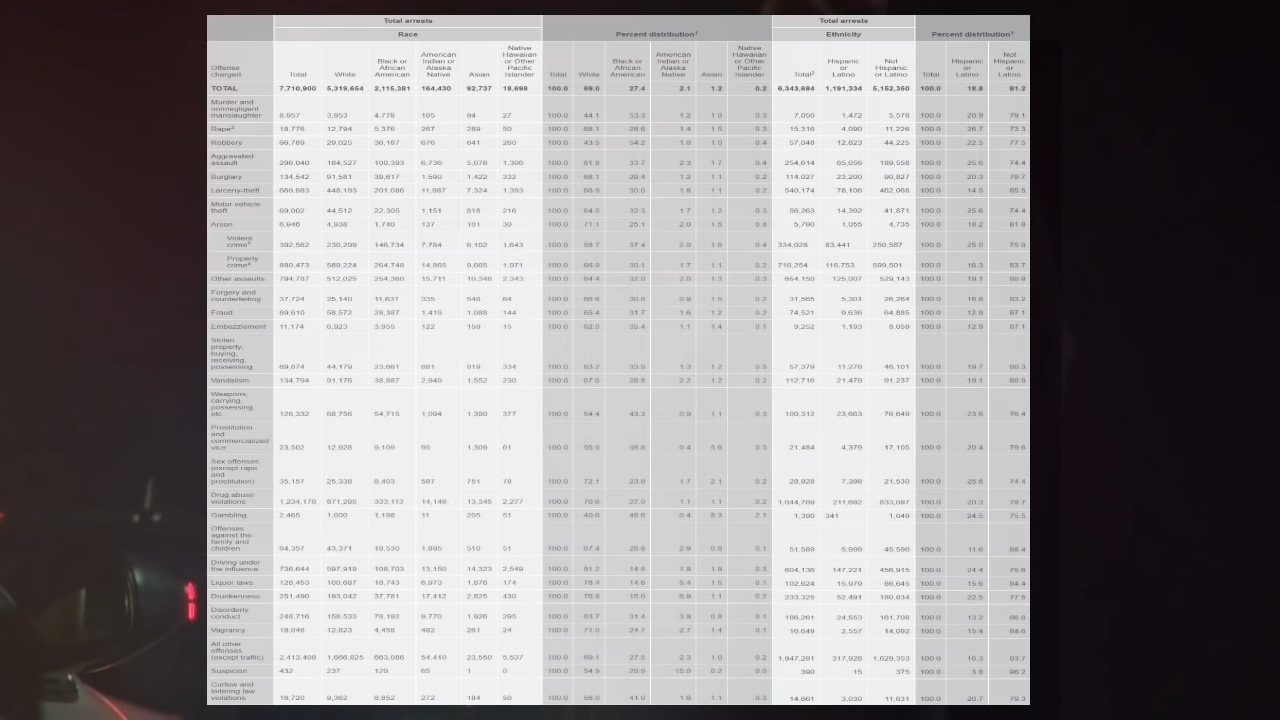 Total arrests Total arrests
Race Percent distribution¹ Ethnicity Percent distribution¹
Offense charged Total White Black or African American American Indian or Alaska Native Asian Native Hawaiian or Other Pacific Islander Total White Black or African American American Indian or Alaska Native Asian Native Hawaiian or Other Pacific Islander Total² Hispanic or Latino Not Hispanic or Latino Total Hispanic or Latino Not Hispanic or Latino
TOTAL 7,710,900 5,319,654 2,115,381 164,430 92,737 18,698 100.0 69.0 27.4 2.1 1.2 0.2 6,343,684 1,191,334 5,152,350 100.0 18.8 81.2
Murder and
nonnegligent
manslaughter 8,957 3,953 4,778 105 94 27 100.0 44.1 53.3 1.2 1.0 0.3 7,050 1,472 5,578 100.0 20.9 79.1
Rape³ 18,776 12,794 5,376 267 289 50 100.0 68.1 28.6 1.4 1.5 0.3 15,316 4,090 11,226 100.0 26.7 73.3
Robbery 66,789 29,025 36,187 676 641 260 100.0 43.5 54.2 1.0 1.0 0.4 57,048 12,823 44,225 100.0 22.5 77.5
Aggravated
assault 184,527 100,393 6,736 5,078 1,306 100.0 61.8 33.7 2.3 1.7 0.4 254,614 65,056 189,558 100.0 25.6 74.4
Burglary 134,542 91,581 39,617 1,590 1,422 332 100.0 68.1 29.4 1.2 1.1 0.2 114,027 23,200 90,827 100.0 20.3 79.7
Larceny-theft 669,983 448,193 201,086 11,987 7,324 1,393 100.0 66.9 30.0 1.8 1.1 0.2 540,174 78,106 462,068 100.0 14.5 85.5
Motor vehicle
theft 69,002 44,512 22,305 1,151 818 216 100.0 64.5 32.3 1.7 1.2 0.3 56,263 14,392 41,871 100.0 25.6 74.4
Arson 6,946 4,938 1,740 137 101 30 100.0 71.1 25.1 2.0 1.5 0.4 5,790 1,055 4,735 100.0 18.2 81.8
Violent
crime⁴ 392,562 230,299 146,734 7,784 6,102 1,643 100.0 58.7 37.4 2.0 1.6 0.4 334,028 83,441 250,587 100.0 25.0 75.0
Property
crime⁴ 880,473 589,224 264,748 14,865 9,665 1,971 100.0 66.9 30.1 1.7 1.1 0.2 716,254 116,753 599,501 100.0 16.3 83.7
Other assaults 794,787 512,025 254,360 15,711 10,348 2,343 100.0 64.4 32.0 2.0 1.3 0.3 654,150 125,007 529,143 100.0 19.1 80.9
Forgery and
counterfeiting 37,724 25,140 11,637 335 548 64 100.0 66.6 30.8 0.9 1.5 0.2 31,565 5,301 26,264 100.0 16.8 83.2
Fraud 89,610 58,572 28,387 1,419 1,088 144 100.0 65.4 31.7 1.6 1.2 0.2 74,521 9,636 64,885 100.0 12.9 87.1
Embezzlement 11,174 6,923 3,955 122 159 15 100.0 62.0 35.4 1.1 1.4 0.1 9,252 1,193 8,059 100.0 12.9 87.1
Stolen
property;
buying,
receiving,
possessing 69,874 44,179 23,661 881 819 334 100.0 63.2 33.9 1.3 1.2 0.5 57,379 11,278 46,101 100.0 19.7 80.3
Vandalism 134,794 91,176 38,887 2,949 1,552 230 100.0 67.6 28.8 2.2 1.2 0.2 112,716 21,479 91,237 100.0 19.1 80.9
Weapons;
carrying,
possessing,
etc. 126,332 68,756 54,715 1,094 1,390 377 100.0 54.4 43.3 0.9 1.1 0.3 100,312 23,663 76,649 100.0 23.6 76.4
Prostitution
and
commercialized
vice 23,502 12,928 9,109 95 1,309 61 100.0 55.0 38.8 0.4 5.6 0.3 21,484 4,379 17,105 100.0 20.4 79.6
Sex offenses
(except rape
and
prostitution) 35,157 25,338 8,403 587 751 78 100.0 72.1 23.9 1.7 2.1 0.2 28,928 7,398 21,530 100.0 25.6 74.4
Drug abuse
violations 1,234,178 871,295 333,113 14,148 13,345 2,277 100.0 70.6 27.0 1.1 1.1 0.2 1,044,789 211,692 833,097 100.0 20.3 79.7
Gambling 2,465 1,000 1,198 11 205 51 100.0 40.6 48.6 0.4 8.3 2.1 1,390 341 1,049 100.0 24.5 75.5
Offenses
against the
family and
children 64,357 43,371 18,530 1,895 510 51 100.0 67.4 28.8 2.9 0.8 0.1 51,589 5,999 45,590 100.0 11.6 88.4
Driving under
the influence 736,644 597,919 108,703 13,150 14,323 2,549 100.0 81.2 14.8 1.8 1.9 0.3 604,136 147,221 456,915 100.0 24.4 75.6
Liquor laws 128,453 100,687 18,743 6,973 1,876 174 100.0 78.4 14.6 5.4 1.5 0.1 102,624 15,979 86,645 100.0 15.6 84.4
Drunkenness 251,490 193,042 37,781 17,412 2,825 430 100.0 76.8 15.0 6.9 1.1 0.2 233,325 52,491 180,834 100.0 22.5 77.5
Disorderly
conduct 248,716 158,533 78,192 9,770 1,926 295 100.0 63.7 31.4 3.9 0.8 0.1 186,261 24,553 161,708 100.0 13.2 86.8
Vagrancy 18,048 12,823 4,458 482 261 24 100.0 71.0 24.7 2.7 1.4 0.1 16,649 2,557 14,092 100.0 15.4 84.6
All other
offenses
(except traffic) 2,413,408 1,666,825 663,086 54,410 23,550 5,537 100.0 69.1 27.5 2.3 1.0 0.2 1,947,281 317,928 1,629,353 100.0 16.3 83.7
Suspicion 432 237 129 65 1 0 100.0 54.9 29.9 15.0 0.2 0.0 390 15 375 100.0 3.8 96.2
Curfew and
loitering law
violations 16,720 9,362 6,852 272 184 50 100.0 56.0 41.0 1.6 1.1 0.3 14,661 3,030 11,631 100.0 20.7 79.3